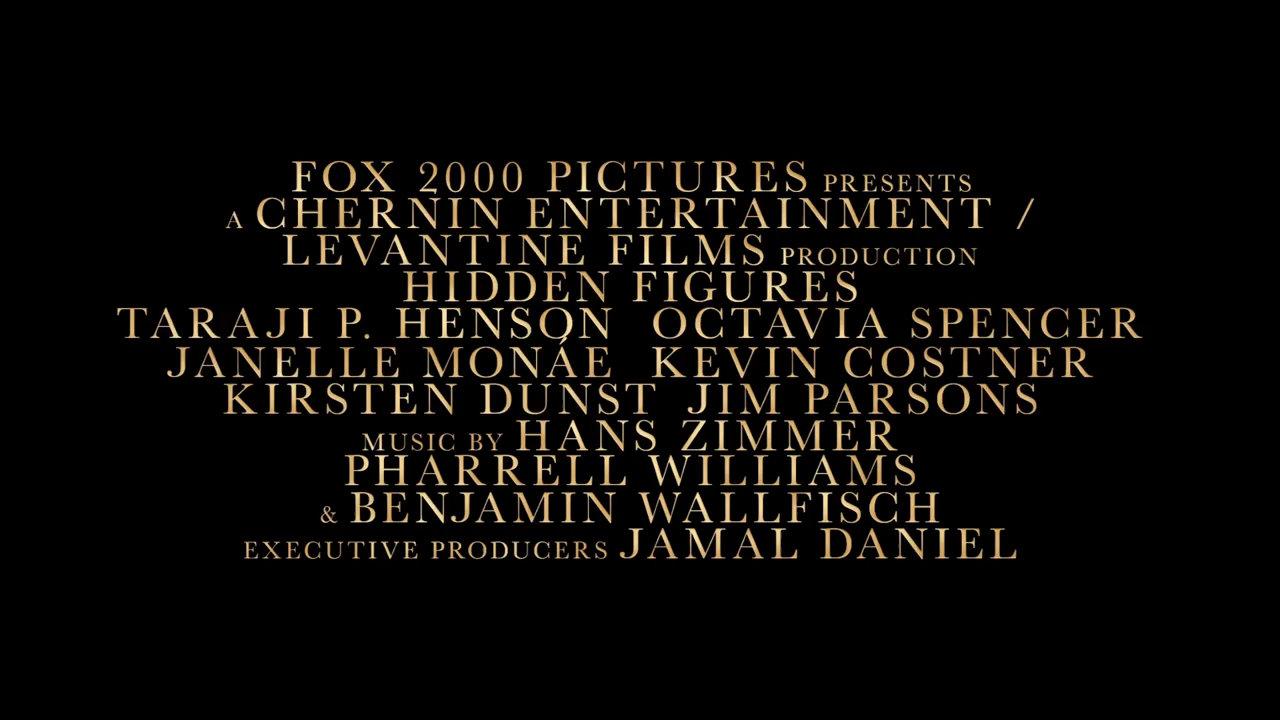 FOX 2000 PICTURES PRESENTS
A CHERNIN ENTERTAINMENT /
LEVANTINE FILMS PRODUCTION
HIDDEN FIGURES
TARAJI P. HENSON OCTAVIA SPENCER
JANELLE MONÁE KEVIN COSTNER
KIRSTEN DUNST JIM PARSONS
MUSIC BY HANS ZIMMER
PHARRELL WILLIAMS
& BENJAMIN WALLFISCH
EXECUTIVE PRODUCERS JAMAL DANIEL